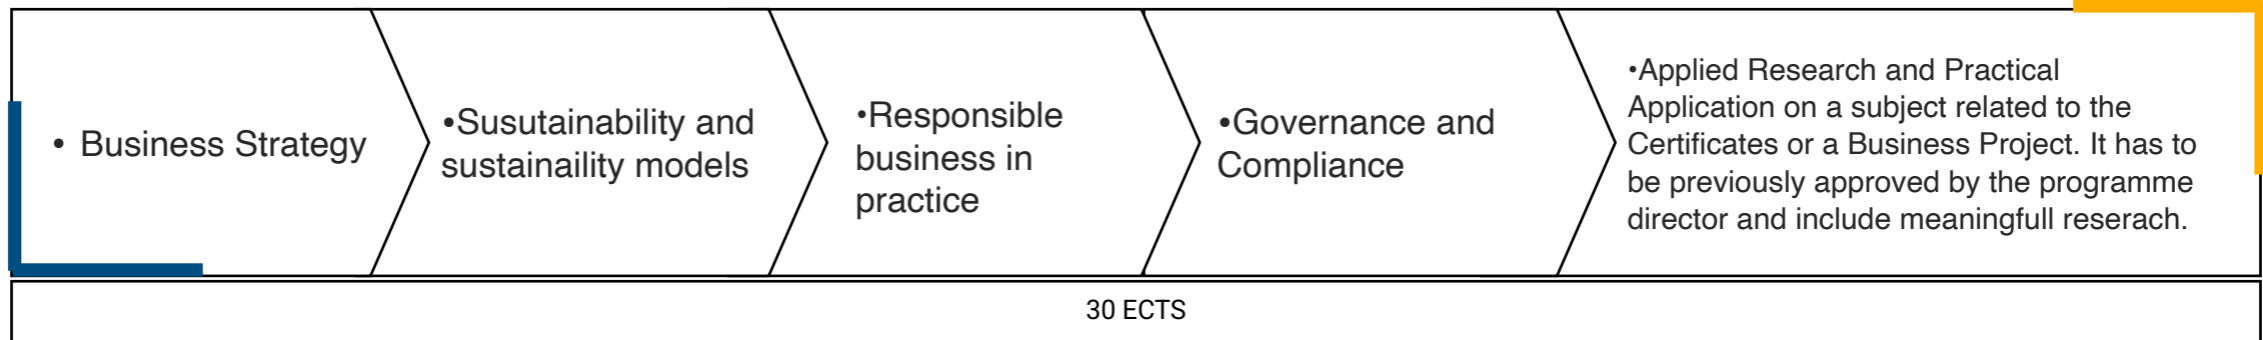 • Business Strategy
•Susutainability and
sustainaility models
•Responsible
business in
practice
•Governance and
Compliance
•Applied Research and Practical
Application on a subject related to the
Certificates or a Business Project. It has to
be previously approved by the programme
director and include meaningfull reserach.
30 ECTS